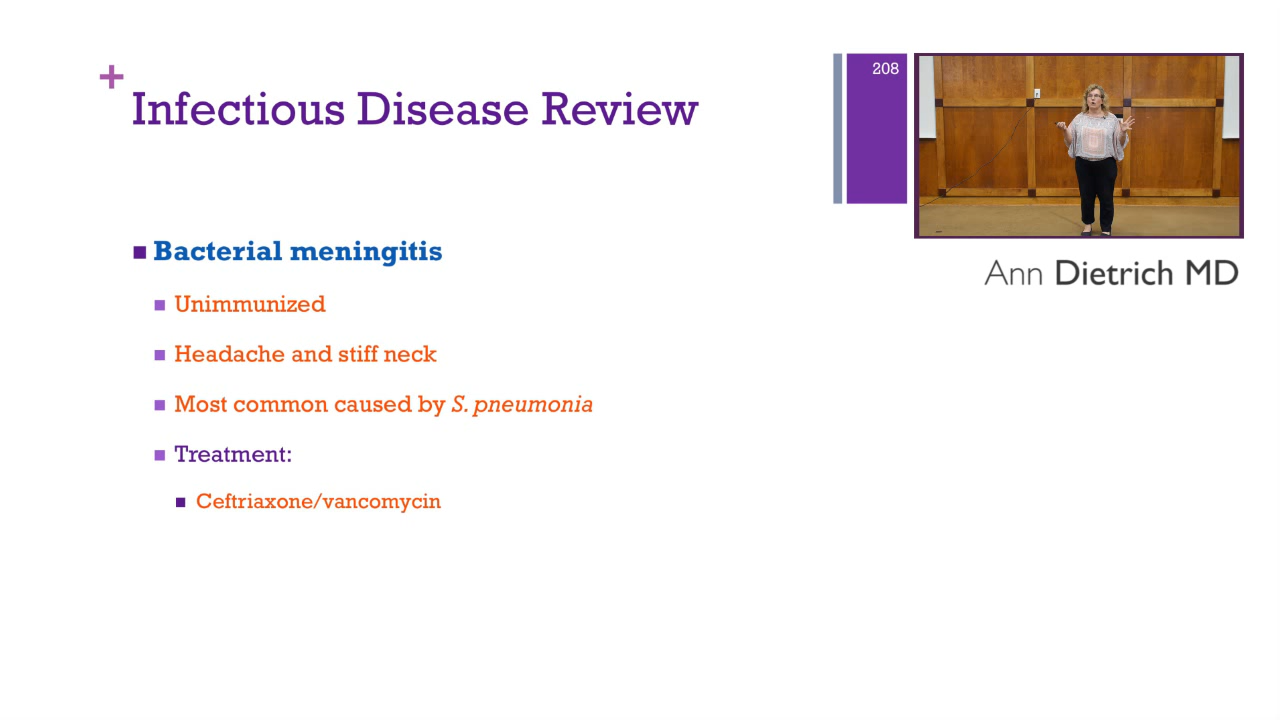 208
Infectious Disease Review
Bacterial meningitis
Unimmunized
Headache and stiff neck
Most common caused by S. pneumonia
Treatment:
Ceftriaxone/vancomycin
Ann Dietrich MD